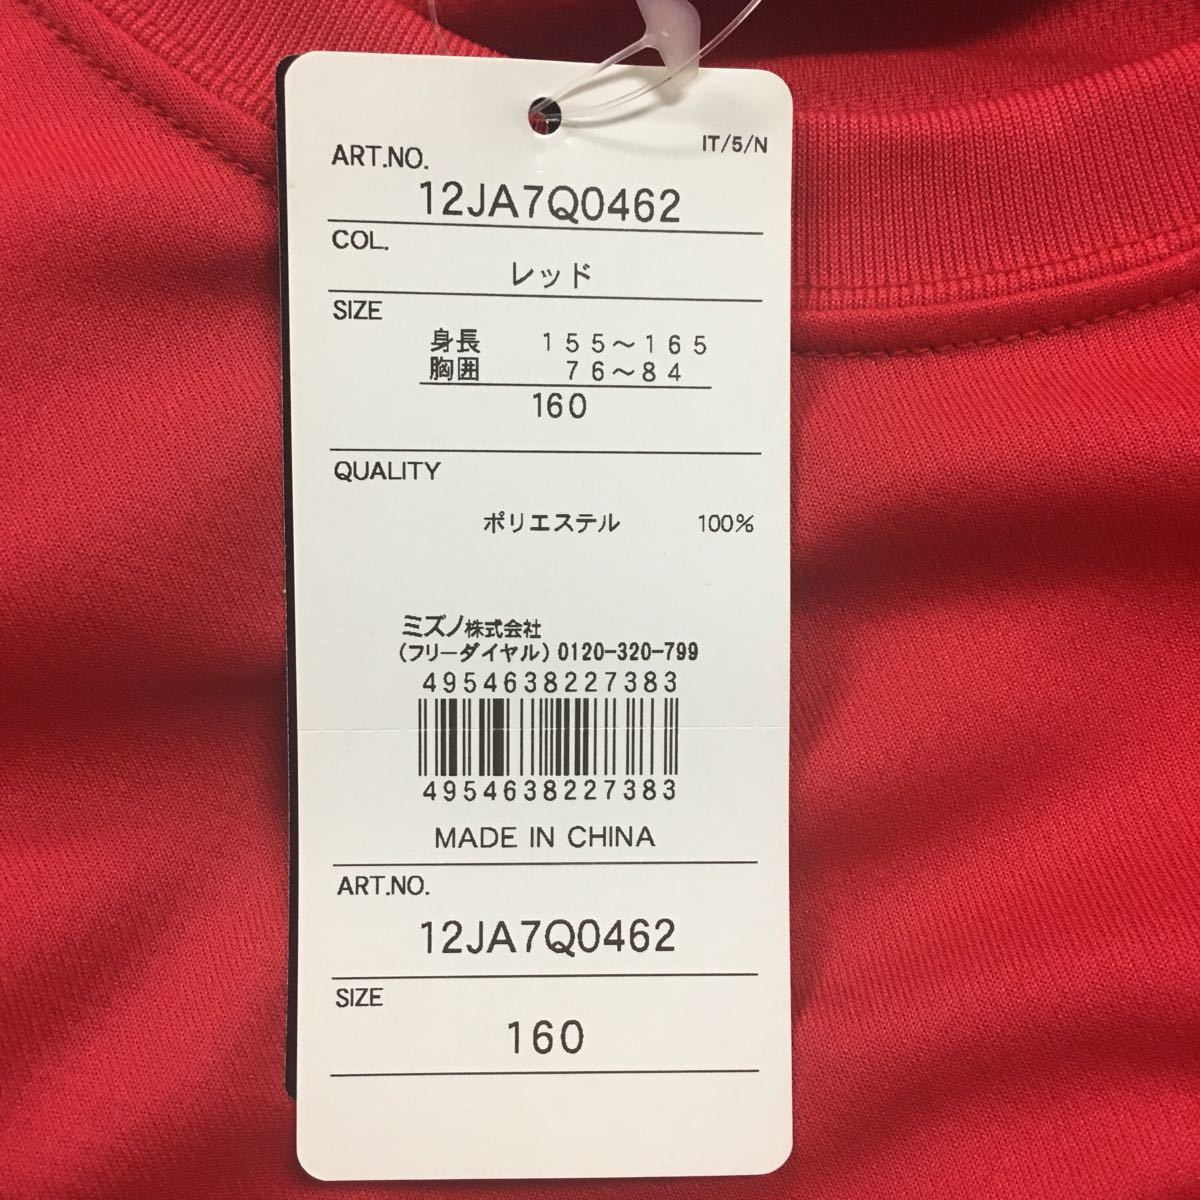 IT/5/N
ART.NO.
12JA7Q0462
COL.
レッド
SIZE
身長 155～165
胸囲 76～84
160
QUALITY
ポリエステル 100%
ミズノ株式会社
(フリーダイヤル) 0120-320-799
4954638227383
4954638227383
MADE IN CHINA
ART.NO.
12JA7Q0462
SIZE
160